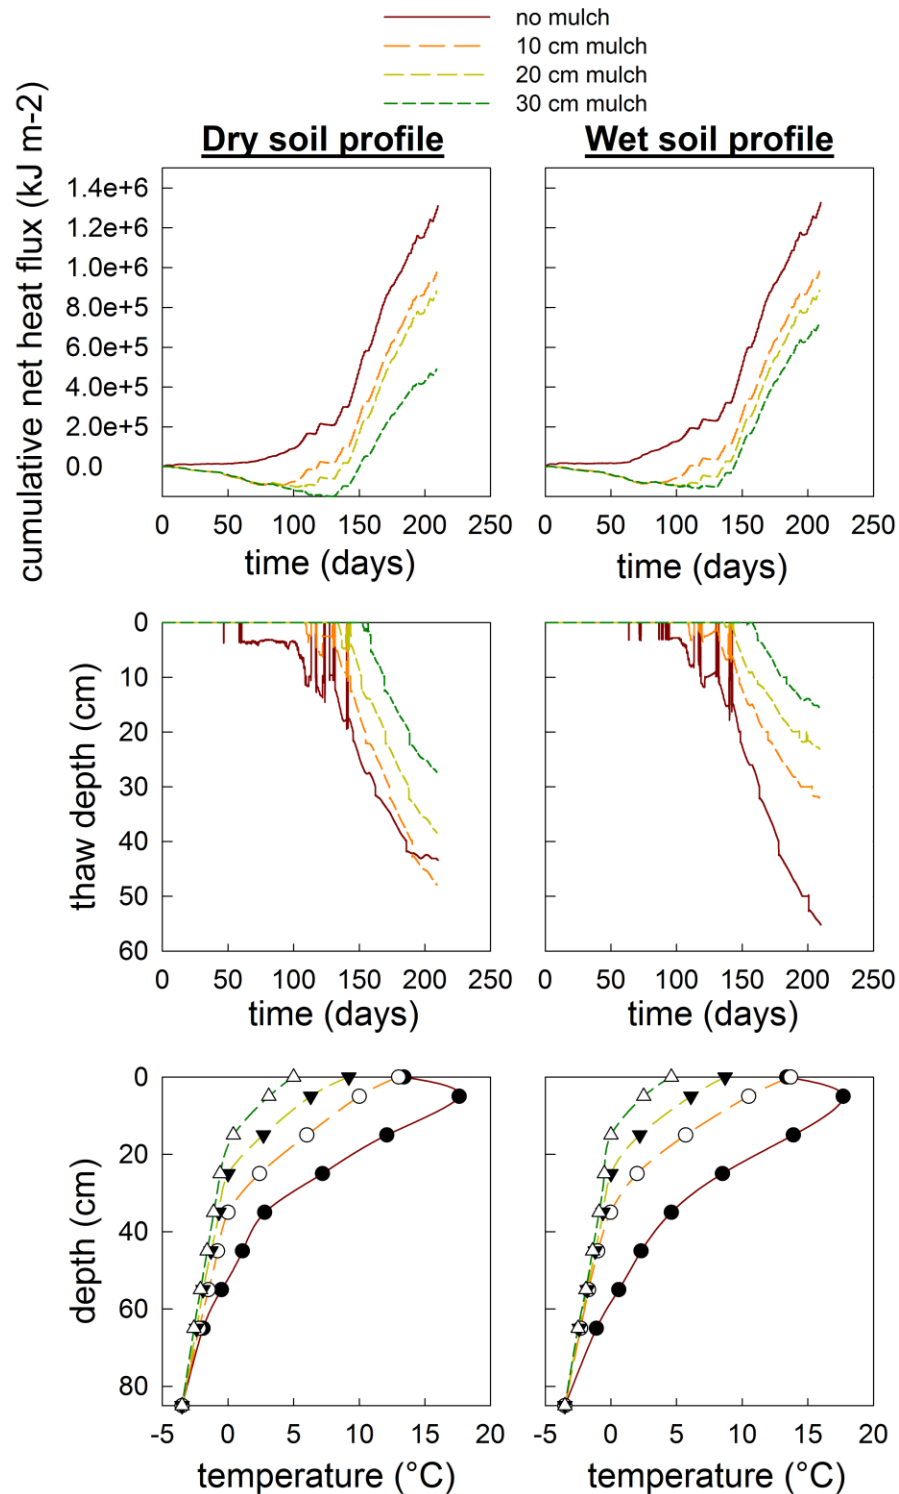 no mulch
10 cm mulch
20 cm mulch
30 cm mulch
Dry soil profile
Wet soil profile
cumulative net heat flux (kJ m-2)
1.4e+6
1.2e+6
1.0e+6
8.0e+5
6.0e+5
4.0e+5
2.0e+5
0.0
0 50 100 150 200 250
0 50 100 150 200 250
time (days)
time (days)
thaw depth (cm)
0
10
20
30
40
50
60
0 50 100 150 200 250
0 50 100 150 200 250
time (days)
time (days)
depth (cm)
0
20
40
60
80
-5 0 5 10 15 20
-5 0 5 10 15 20
temperature (°C)
temperature (°C)